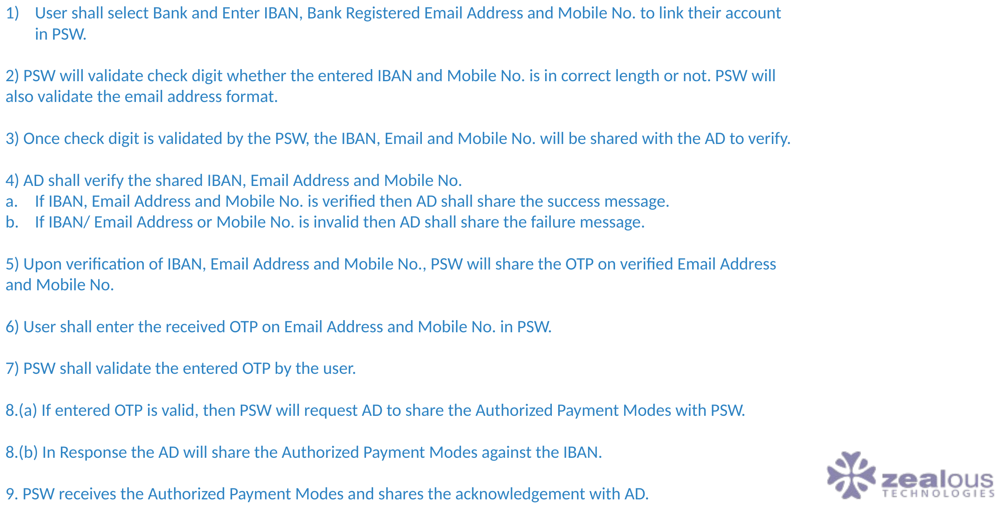 1) User shall select Bank and Enter IBAN, Bank Registered Email Address and Mobile No. to link their account
in PSW.
2) PSW will validate check digit whether the entered IBAN and Mobile No. is in correct length or not. PSW will
also validate the email address format.
3) Once check digit is validated by the PSW, the IBAN, Email and Mobile No. will be shared with the AD to verify.
4) AD shall verify the shared IBAN, Email Address and Mobile No.
a. If IBAN, Email Address and Mobile No. is verified then AD shall share the success message.
b. If IBAN/ Email Address or Mobile No. is invalid then AD shall share the failure message.
5) Upon verification of IBAN, Email Address and Mobile No., PSW will share the OTP on verified Email Address
and Mobile No.
6) User shall enter the received OTP on Email Address and Mobile No. in PSW.
7) PSW shall validate the entered OTP by the user.
8.(a) If entered OTP is valid, then PSW will request AD to share the Authorized Payment Modes with PSW.
8.(b) In Response the AD will share the Authorized Payment Modes against the IBAN.
9. PSW receives the Authorized Payment Modes and shares the acknowledgement with AD.
zealous
TECHNOLOGIES